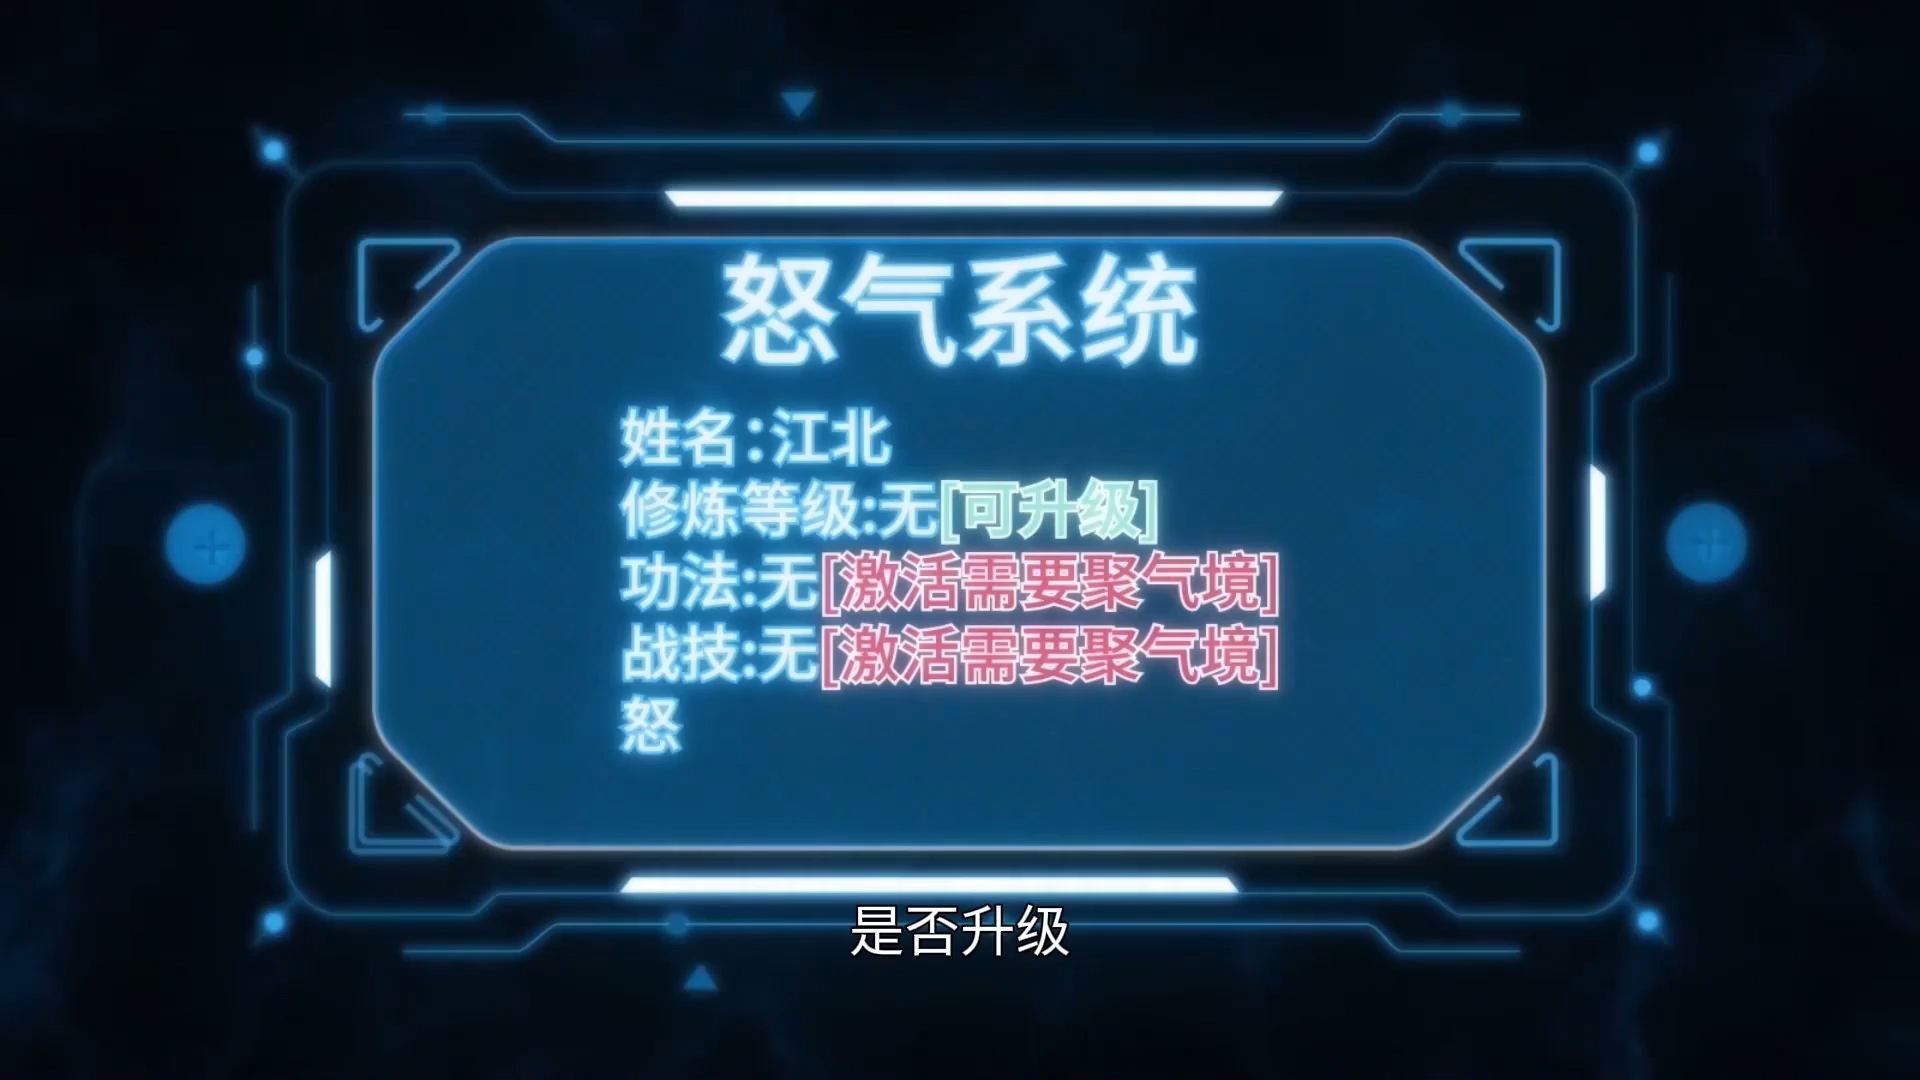 怒气系统
姓名:江北
修炼等级:无[可升级]
功法:无[激活需要聚气境]
战技:无[激活需要聚气境]
怒
是否升级